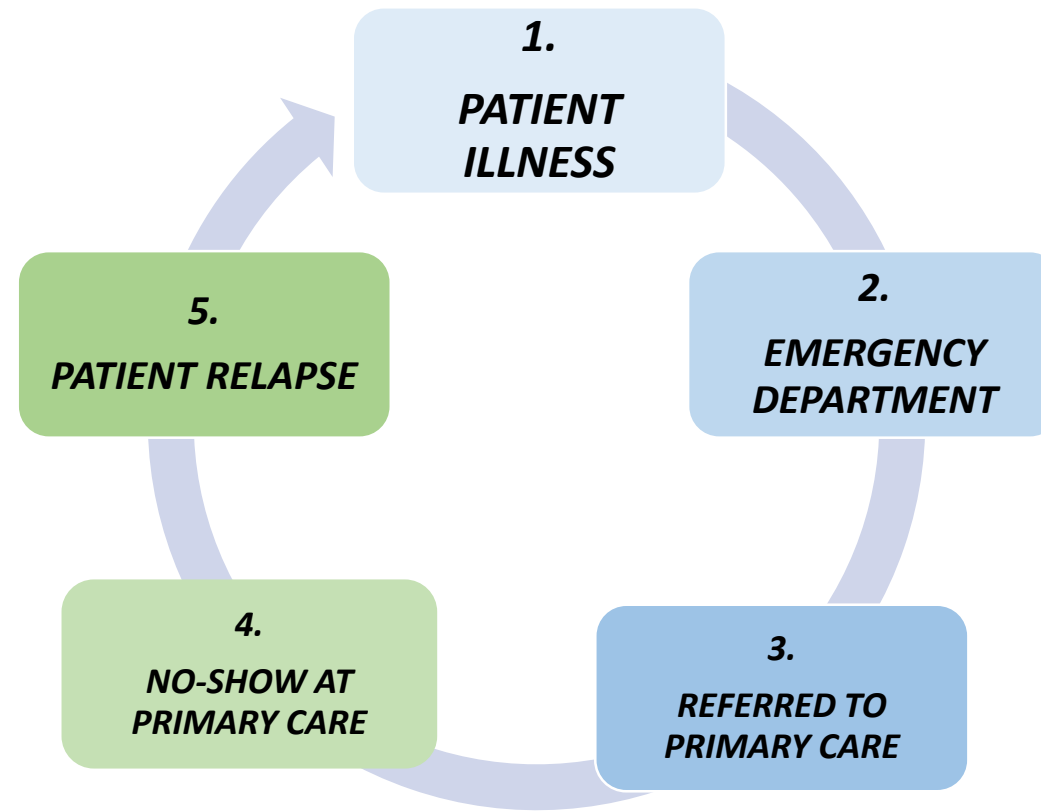 1.
PATIENT
ILLNESS
2.
EMERGENCY
DEPARTMENT
3.
REFERRED TO
PRIMARY CARE
4.
NO-SHOW AT
PRIMARY CARE
5.
PATIENT RELAPSE